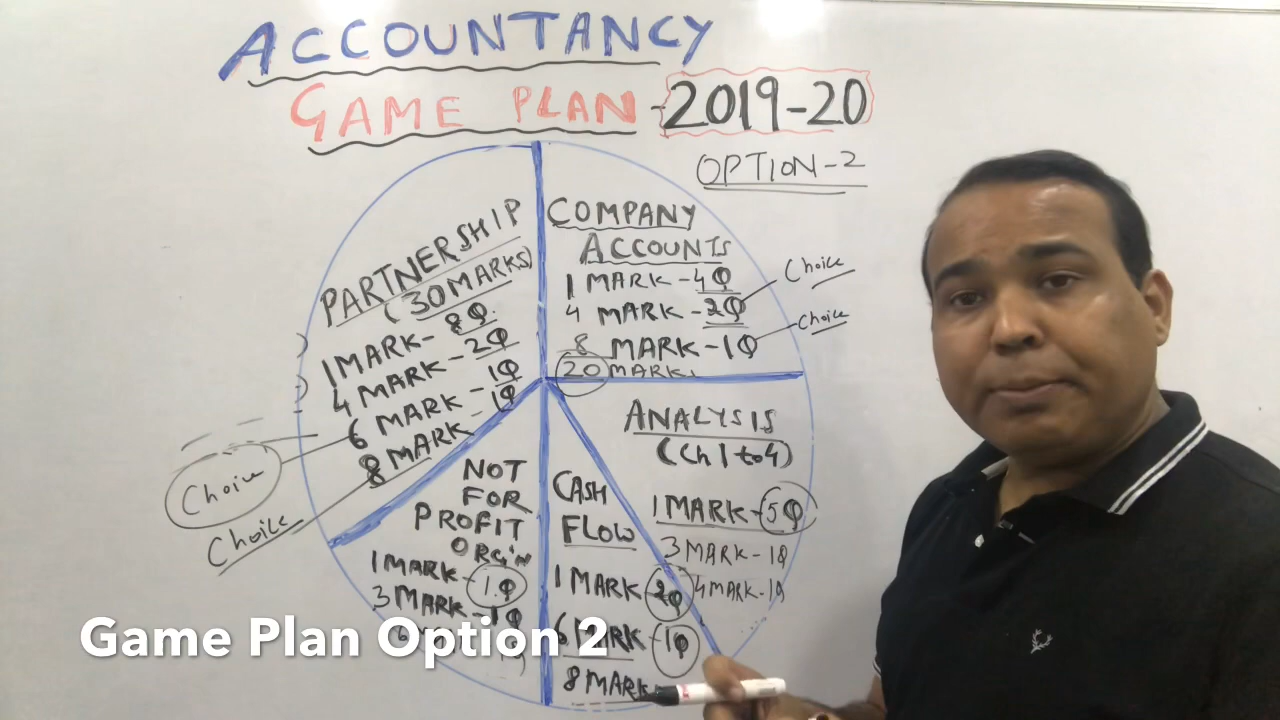 ACCOUNTANCY
GAME PLAN - 2019-20
OPTION-2
PARTNERSHIP
(30 MARKS)
1 MARK - 8Q.
4 MARK - 2Q
6 MARK - 1Q
8 MARK - 1Q
Choice
Choice
COMPANY
ACCOUNTS
1 MARK - 4Q
4 MARK - 2Q
8 MARK - 1Q
20 MARK
Choice
Choice
ANALYSIS
(Ch 1 to 4)
1 MARK - 5Q
3 MARK - 1Q
4 MARK - 1Q
CASH
FLOW
1 MARK 2Q
6 MARK - 1Q
8 MARK
NOT
FOR
PROFIT
ORG'N
1 MARK - 1Q
3 MARK - 1Q
Game Plan Option 2